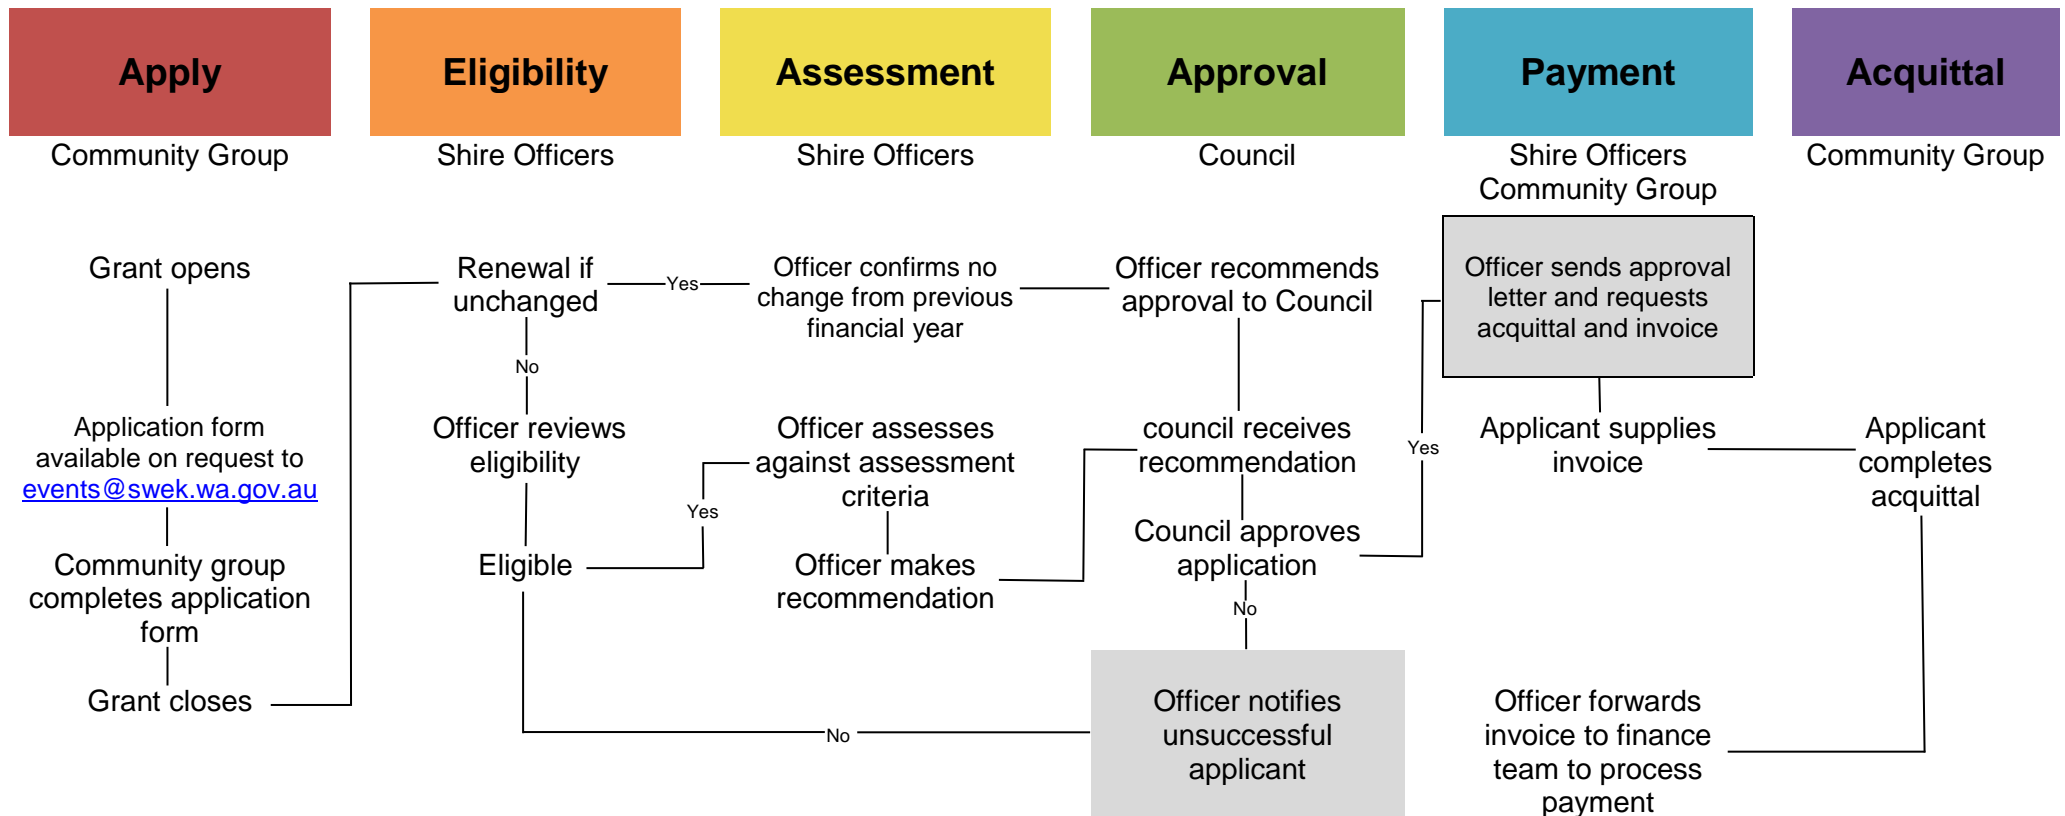 Apply
Community Group
Grant opens
Application form
available on request to
events@swek.wa.gov.au
Community group
completes application
form
Grant closes
Eligibility
Shire Officers
Renewal if
unchanged
Yes
No
Officer reviews
eligibility
Eligible
Yes
No
Assessment
Shire Officers
Officer confirms no
change from previous
financial year
Officer assesses
against assessment
criteria
Officer makes
recommendation
Approval
Council
Officer recommends
approval to Council
council receives
recommendation
Council approves
application
Yes
No
Officer notifies
unsuccessful
applicant
Payment
Shire Officers
Community Group
Officer sends approval
letter and requests
acquittal and invoice
Applicant supplies
invoice
Officer forwards
invoice to finance
team to process
payment
Acquittal
Community Group
Applicant
completes
acquittal